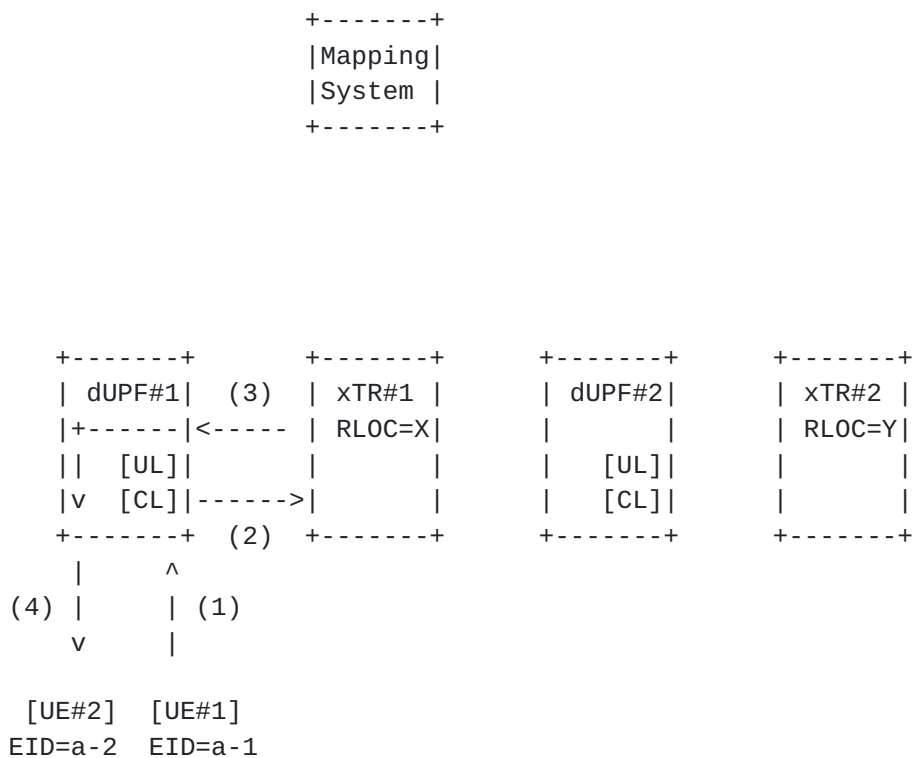 +-------+
                 |Mapping|
                 |System |
                 +-------+

   +-------+       +-------+      +-------+      +-------+
   | dUPF#1|  (3)  | xTR#1 |      | dUPF#2|      | xTR#2 |
   |+------|<----- | RLOC=X|      |       |      | RLOC=Y|
   ||  [UL]|       |       |      |   [UL]|      |       |
   |v  [CL]|------>|       |      |   [CL]|      |       |
   +-------+  (2)  +-------+      +-------+      +-------+
    |     ^
(4) |     | (1)
    v     |
 [UE#2]  [UE#1]
EID=a-2  EID=a-1